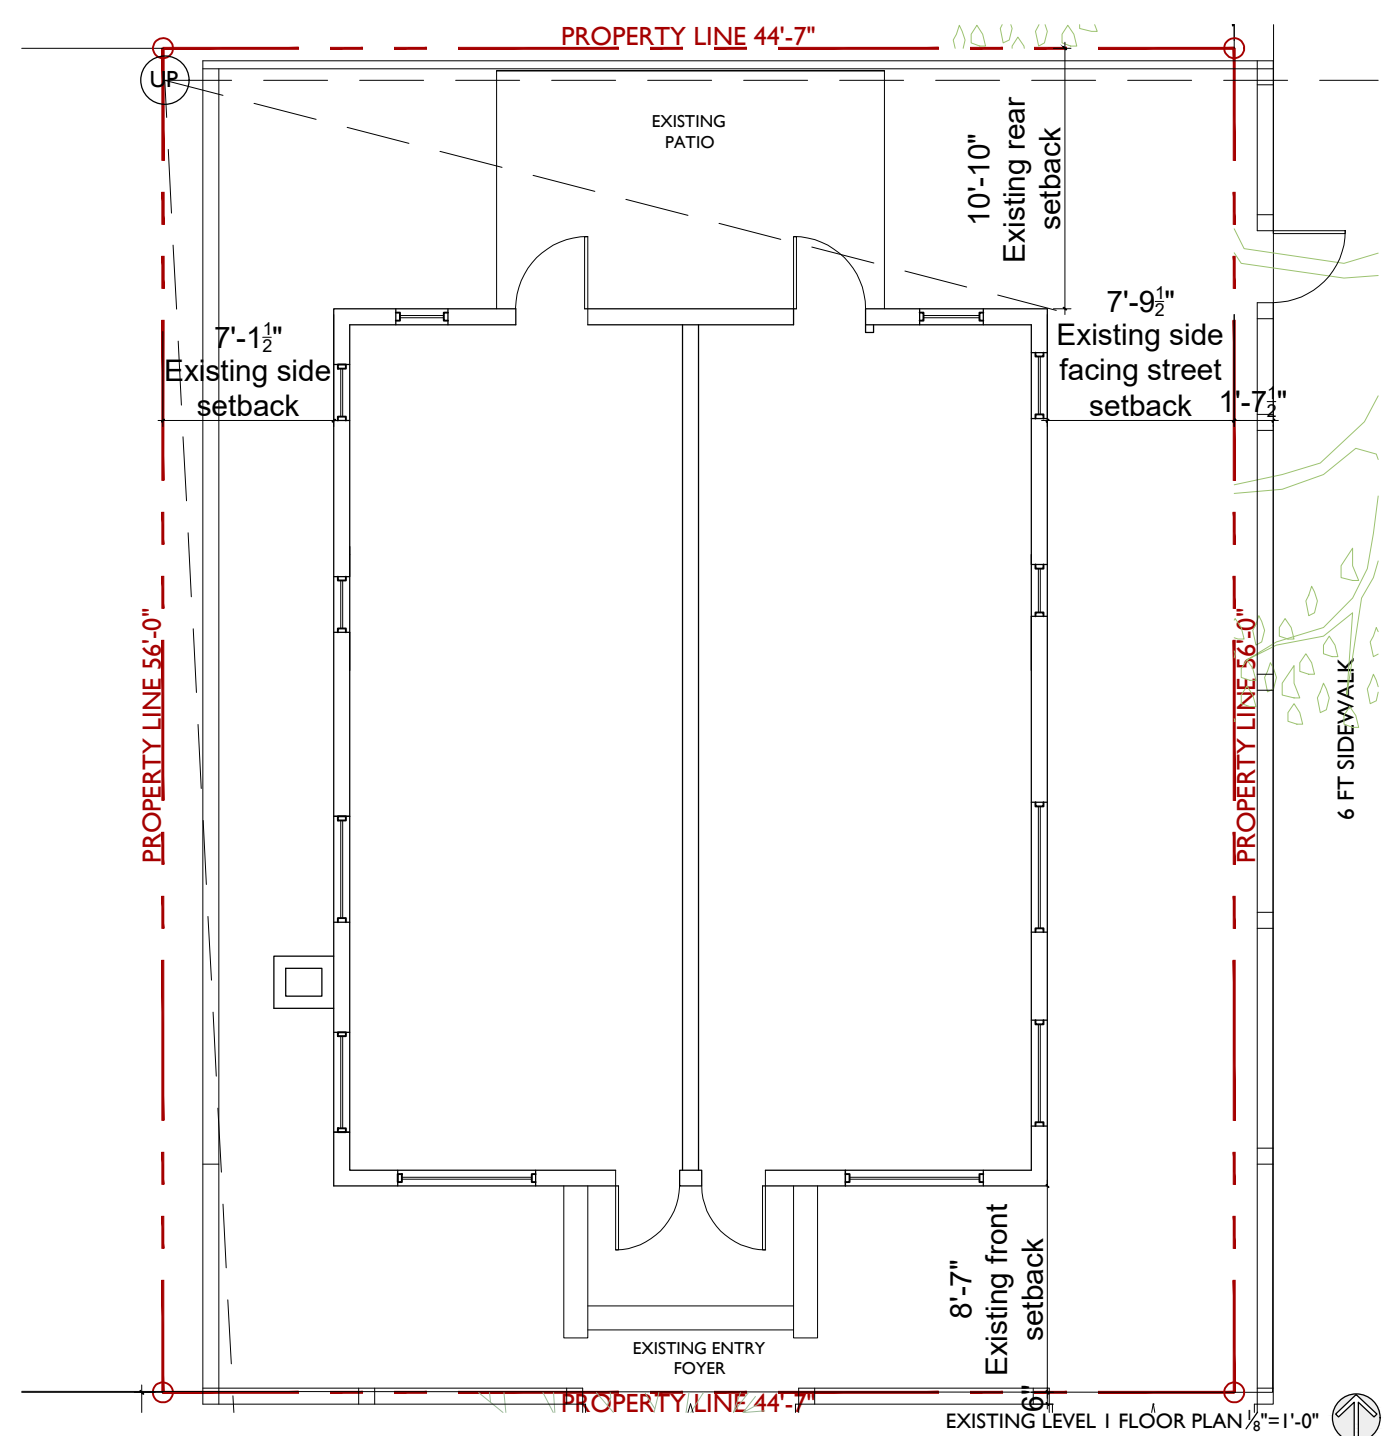 PROPERTY LINE 44'-7"
UP
EXISTING
PATIO
10'-10"
Existing rear
setback
7'-1½"
Existing side
setback
7'-9½"
Existing side
facing street
setback
1'-7½"
PROPERTY LINE 56'-0"
PROPERTY LINE 56'-0"
6 FT SIDEWALK
8'-7"
Existing front
setback
EXISTING ENTRY
FOYER
6"
PROPERTY LINE 44'-7"
EXISTING LEVEL 1 FLOOR PLAN ⅛"=1'-0"